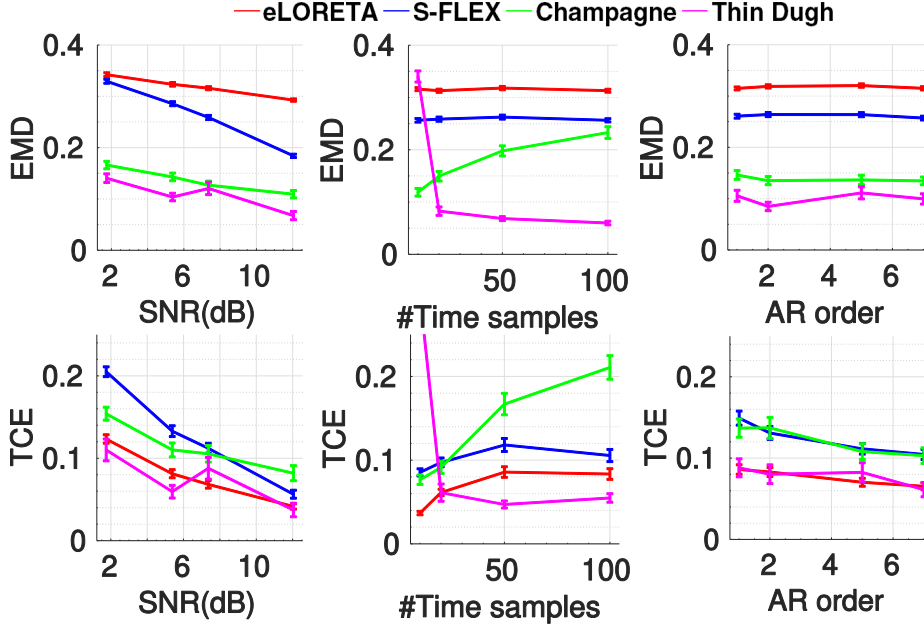 eLORETA S-FLEX Champagne Thin Dugh
0.4 0.4 0.4
0.2 0.2 0.2
0 0 0
EMD EMD EMD
2 6 10 50 100 2 4 6
SNR(dB) #Time samples AR order
0.2 0.2 0.2
0.1 0.1 0.1
0 0 0
TCE TCE TCE
2 6 10 50 100 2 4 6
SNR(dB) #Time samples AR order